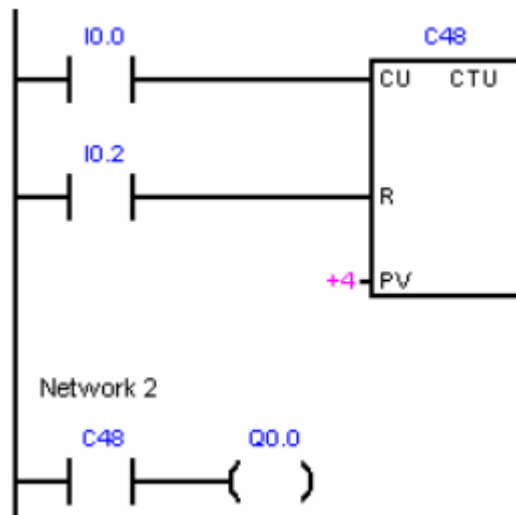 I0.0 C48
CU CTU
I0.2
R
+4 PV
Network 2
C48 Q0.0